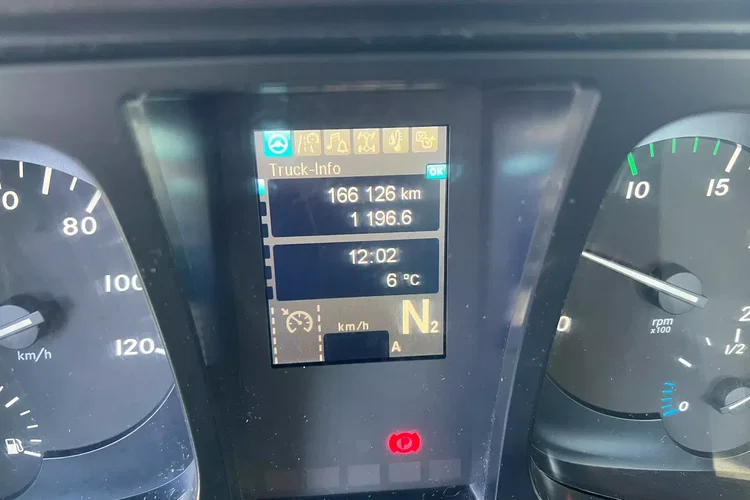 Truck-Info OK
166 126 km
1 196.6
12:02
6 °C
km/h N2
A
80
100
120
km/h
10
15
rpm
x100
1/2
0
P